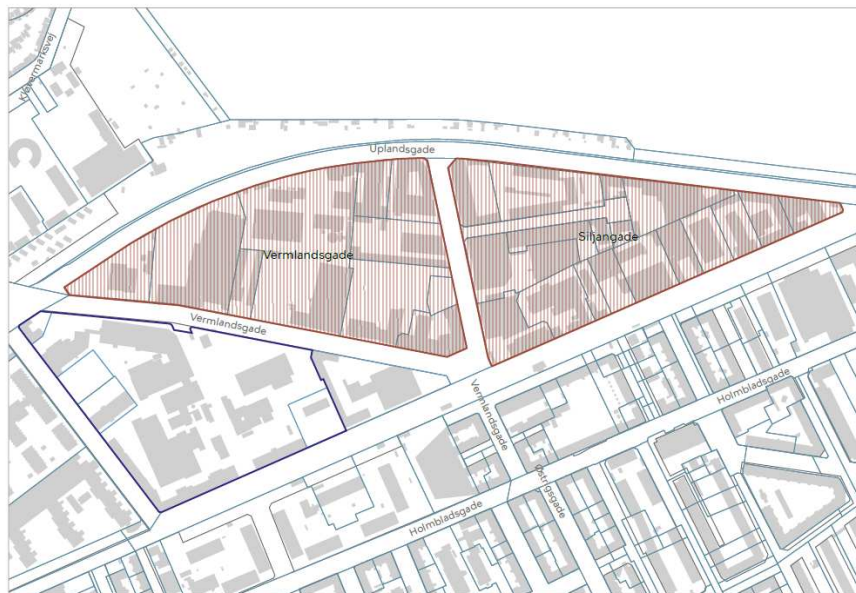 Kløvermarksvej
Uplandsgade
Siljangade
Vermlandsgade
Vermlandsgade
Vermlandsgade
Holmbladsgade
Østrigsgade
Holmbladsgade